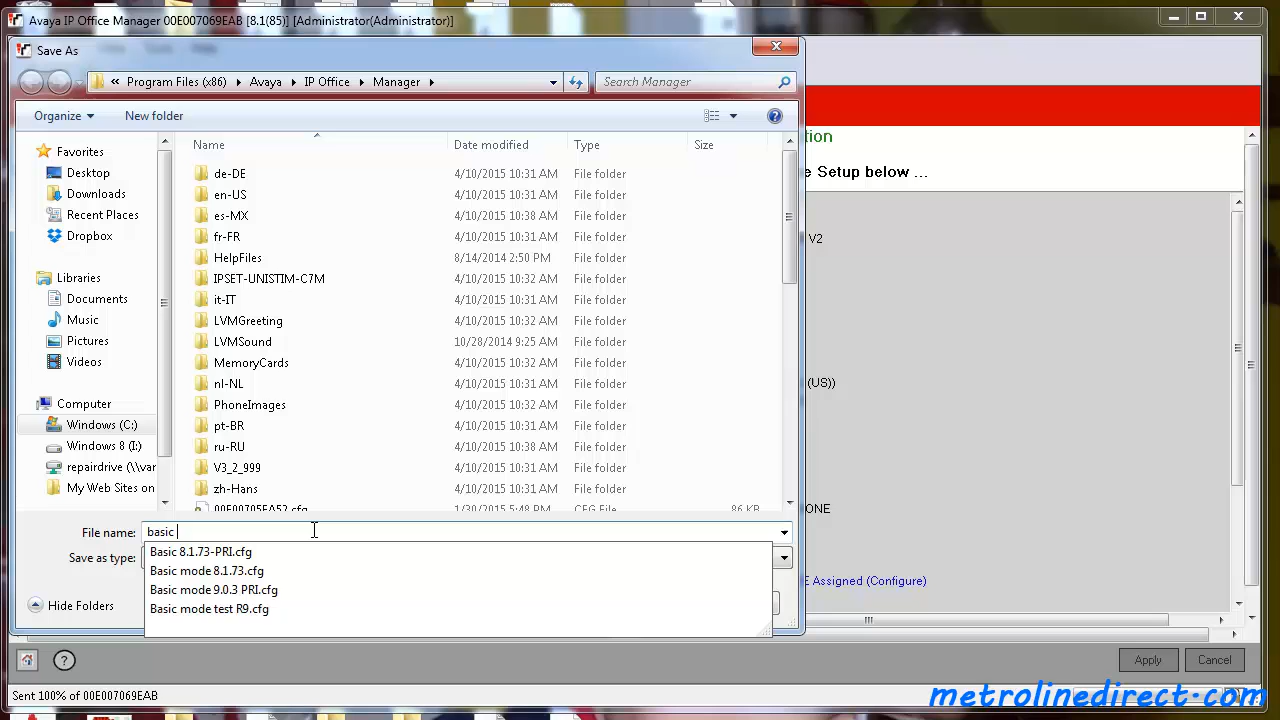 Avaya IP Office Manager 00E007069EAB [8.1(85)] [Administrator(Administrator)]
Save As
« Program Files (x86) Avaya IP Office Manager
Search Manager
Organize New folder
Name Date modified Type Size
Favorites
Desktop
Downloads
Recent Places
Dropbox
Libraries
Documents
Music
Pictures
Videos
Computer
Windows (C:)
Windows 8 (I:)
repairdrive (\\var
My Web Sites on
de-DE 4/10/2015 10:31 AM File folder
en-US 4/10/2015 10:31 AM File folder
es-MX 4/10/2015 10:38 AM File folder
fr-FR 4/10/2015 10:31 AM File folder
HelpFiles 8/14/2014 2:50 PM File folder
IPSET-UNISTIM-C7M 4/10/2015 10:32 AM File folder
it-IT 4/10/2015 10:31 AM File folder
LVMGreeting 4/10/2015 10:32 AM File folder
LVMSound 10/28/2014 9:25 AM File folder
MemoryCards 4/10/2015 10:32 AM File folder
nl-NL 4/10/2015 10:31 AM File folder
PhoneImages 4/10/2015 10:32 AM File folder
pt-BR 4/10/2015 10:31 AM File folder
ru-RU 4/10/2015 10:38 AM File folder
V3_2_999 4/10/2015 10:31 AM File folder
zh-Hans 4/10/2015 10:31 AM File folder
00E00705EA52.cfg 1/30/2015 5:48 PM CFG File 86 KB
File name: basic
Save as type:
Basic 8.1.73-PRI.cfg
Basic mode 8.1.73.cfg
Basic mode 9.0.3 PRI.cfg
Basic mode test R9.cfg
Hide Folders
tion
e Setup below ...
V2
(US))
ONE
E Assigned (Configure)
Apply Cancel
Sent 100% of 00E007069EAB
metrolinedirect.com